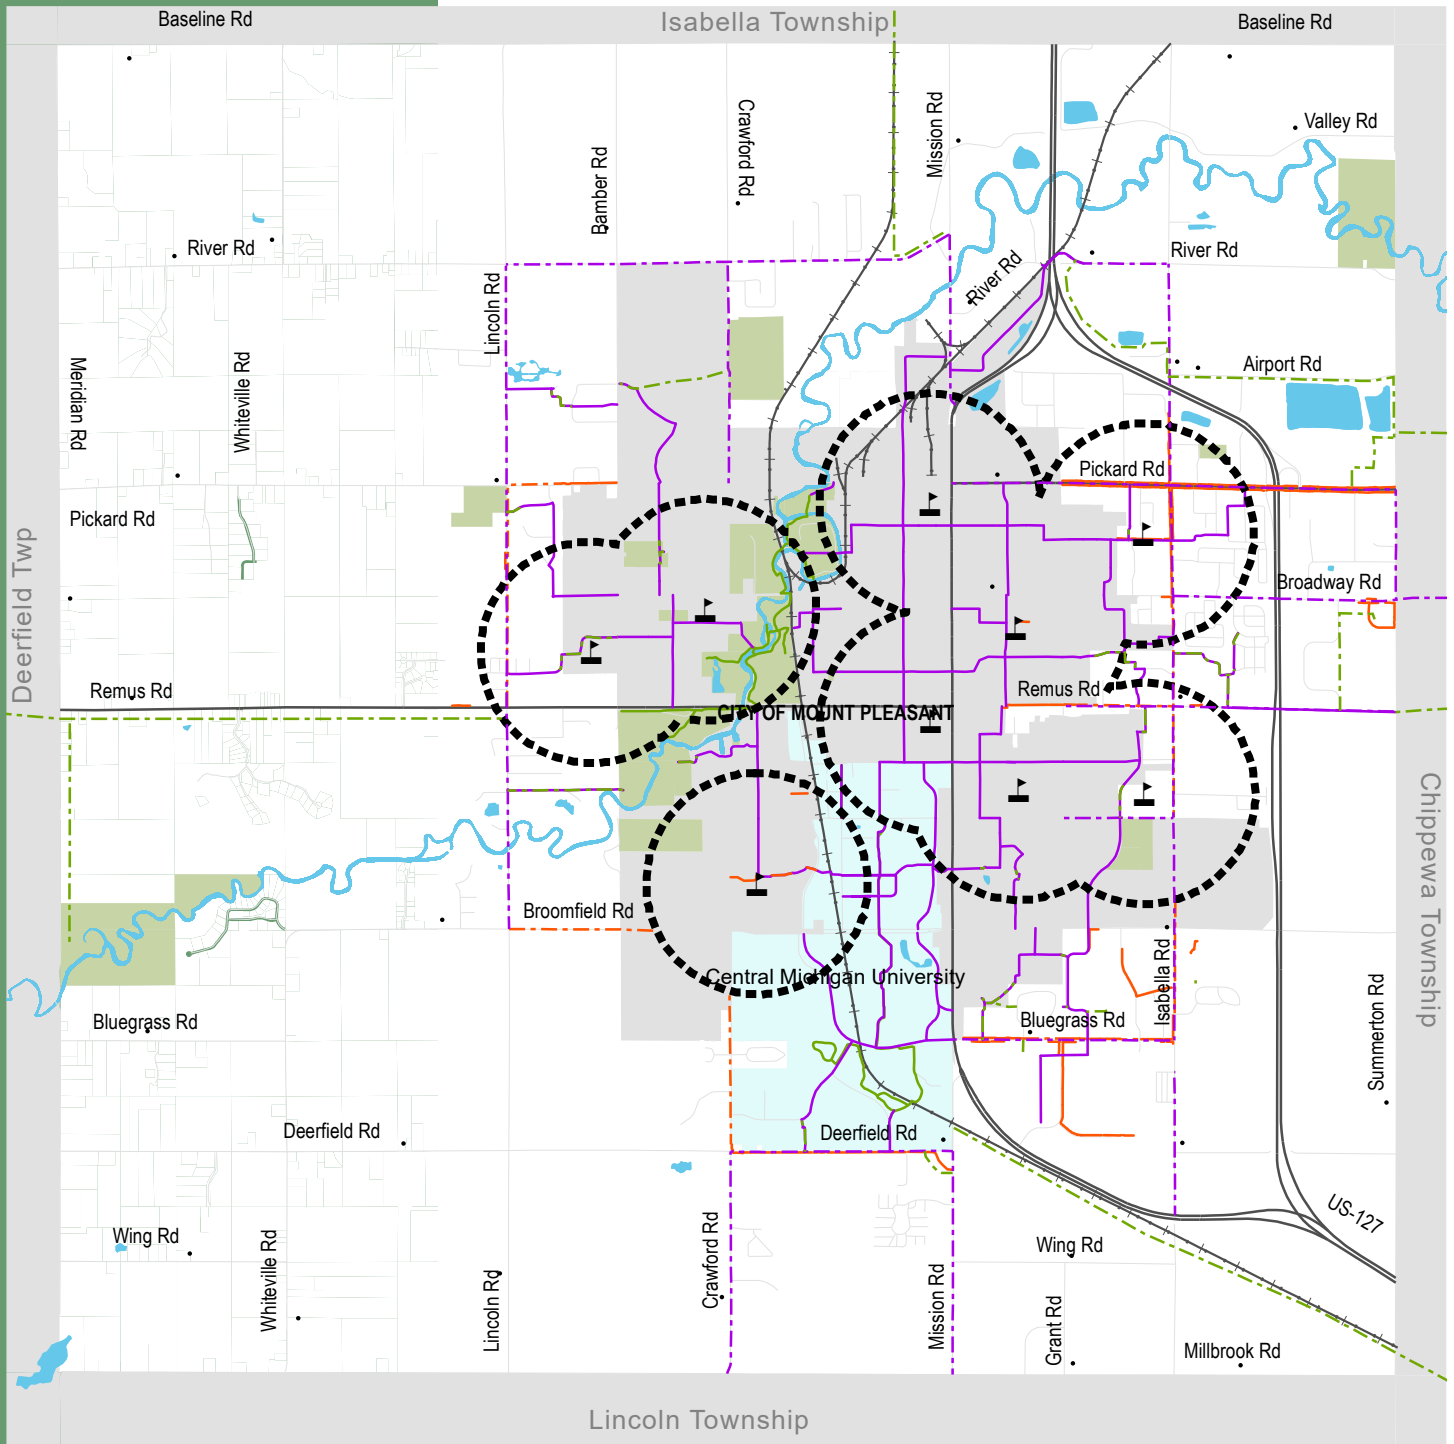 Baseline Rd
Isabella Township
Baseline Rd
Crawford Rd
Mission Rd
Valley Rd
Bamber Rd
River Rd
River Rd
River Rd
Lincoln Rd
Meridian Rd
Whiteville Rd
Airport Rd
Pickard Rd
Pickard Rd
Deerfield Twp
Broadway Rd
Remus Rd
Remus Rd
CITY OF MOUNT PLEASANT
Chippewa Township
Broomfield Rd
Central Michigan University
Isabella Rd
Summerton Rd
Bluegrass Rd
Bluegrass Rd
Deerfield Rd
Deerfield Rd
US-127
Wing Rd
Whiteville Rd
Lincoln Rd
Crawford Rd
Mission Rd
Wing Rd
Grant Rd
Millbrook Rd
Lincoln Township